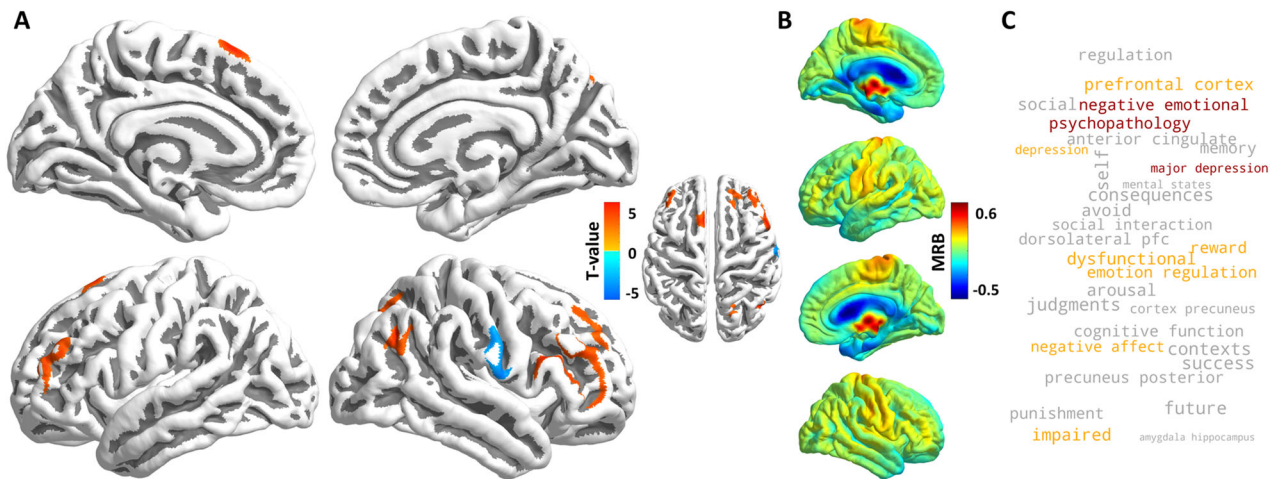 A
5
0
-5
T-value
B
0.6
-0.5
MRB
C
regulation
prefrontal cortex
social
negative emotional
psychopathology
anterior cingulate
depression
memory
self
major depression
mental states
consequences
avoid
social interaction
dorsolateral pfc
reward
dysfunctional
emotion regulation
arousal
judgments
cortex precuneus
cognitive function
negative affect
contexts
success
precuneus posterior
future
punishment
impaired
amygdala hippocampus